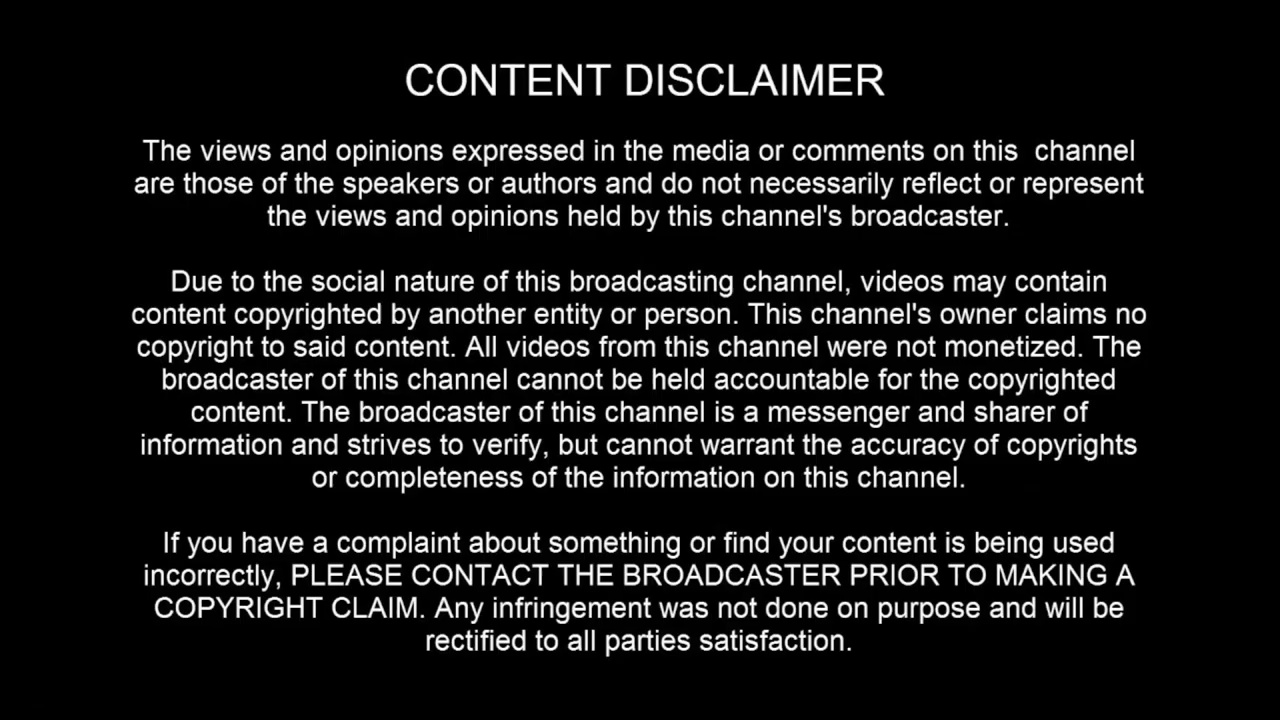 CONTENT DISCLAIMER
The views and opinions expressed in the media or comments on this  channel
are those of the speakers or authors and do not necessarily reflect or represent
the views and opinions held by this channel's broadcaster.
Due to the social nature of this broadcasting channel, videos may contain
content copyrighted by another entity or person. This channel's owner claims no
copyright to said content. All videos from this channel were not monetized. The
broadcaster of this channel cannot be held accountable for the copyrighted
content. The broadcaster of this channel is a messenger and sharer of
information and strives to verify, but cannot warrant the accuracy of copyrights
or completeness of the information on this channel.
If you have a complaint about something or find your content is being used
incorrectly, PLEASE CONTACT THE BROADCASTER PRIOR TO MAKING A
COPYRIGHT CLAIM. Any infringement was not done on purpose and will be
rectified to all parties satisfaction.